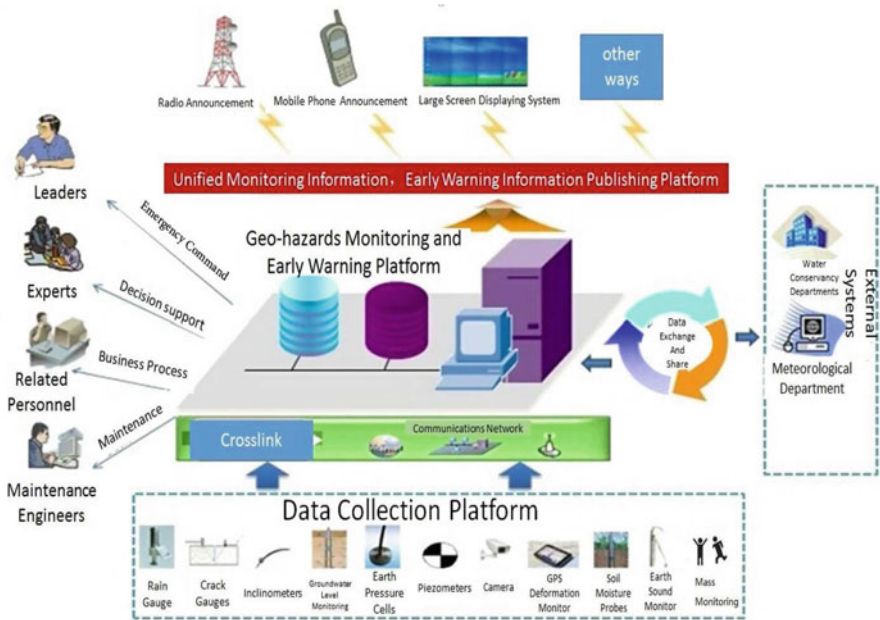 other
ways
Radio Announcement
Mobile Phone Announcement
Large Screen Displaying System
Unified Monitoring Information，Early Warning Information Publishing Platform
Leaders
Emergency Command
Geo-hazards Monitoring and
Early Warning Platform
Experts
Decision support
Related
Personnel
Business Process
Maintenance
Engineers
Maintenance
Data
Exchange
And
Share
External
Systems
Water
Conservancy
Departments
Meteorological
Department
Crosslink
Communications Network
Data Collection Platform
Rain
Gauge
Crack
Gauges
Inclinometers
Groundwater
Level Monitoring
Earth
Pressure
Cells
Piezometers
Camera
GPS
Deformation
Monitor
Soil
Moisture
Probes
Earth
Sound
Monitor
Mass
Monitoring